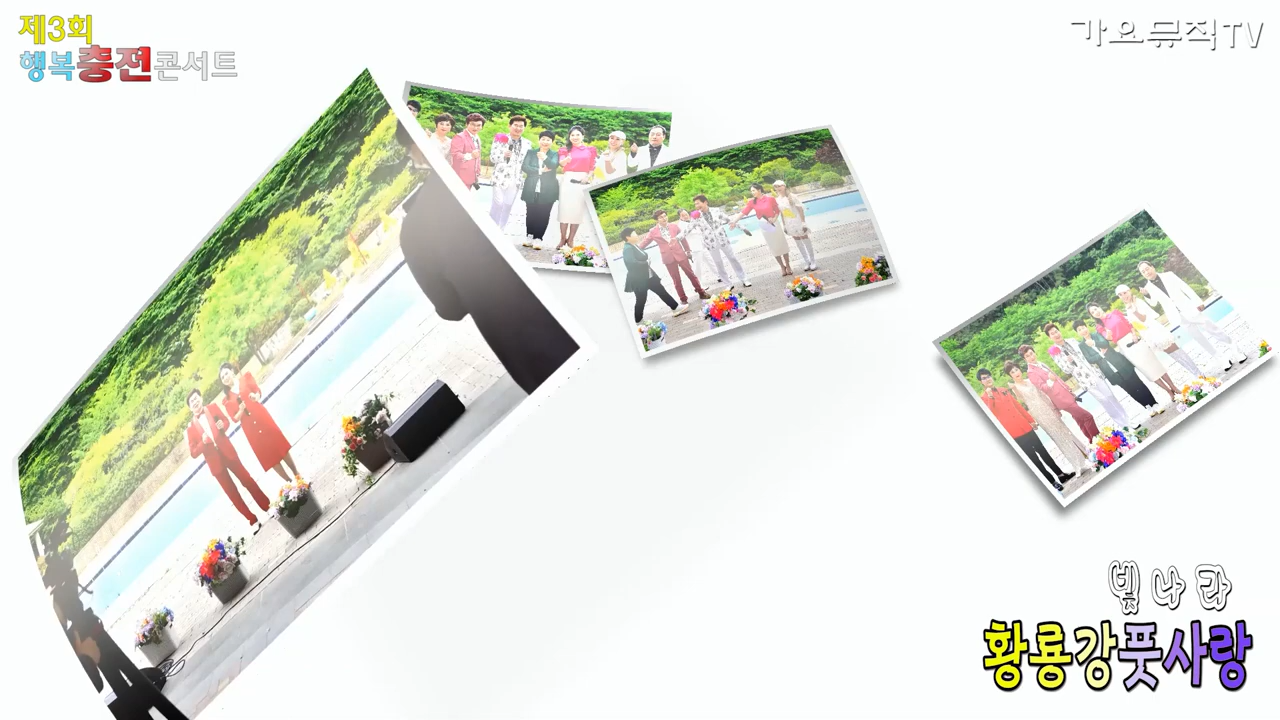 제3회
행복충전콘서트
가요뮤직TV
빛나라
황룡강풋사랑